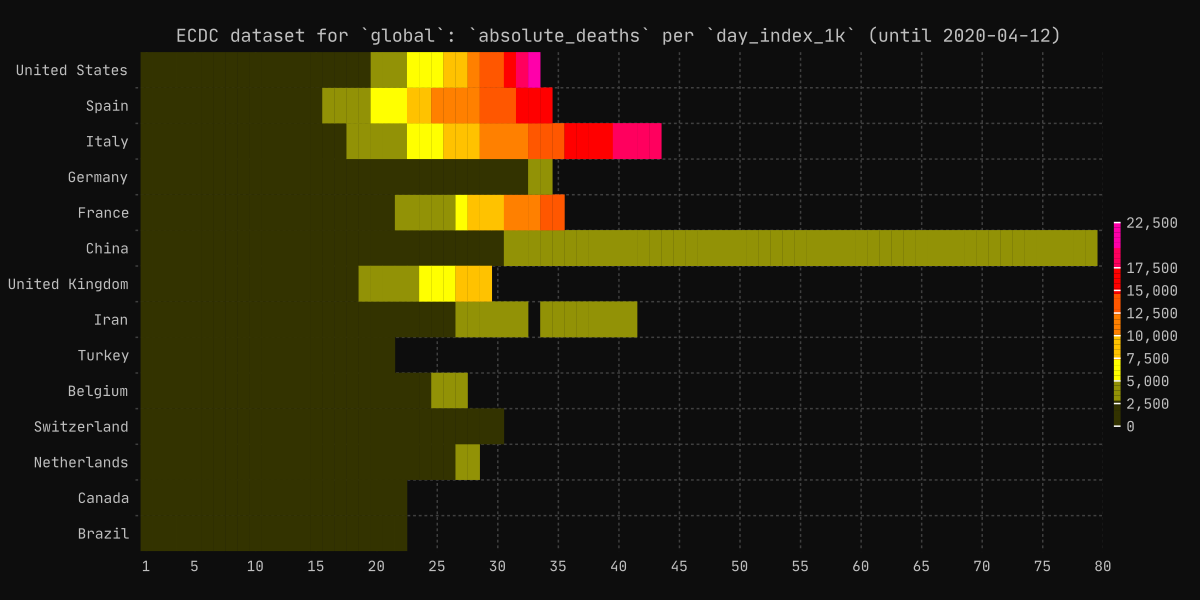 ECDC dataset for `global`: `absolute_deaths` per `day_index_1k` (until 2020-04-12)
United States
Spain
Italy
Germany
France
China
United Kingdom
Iran
Turkey
Belgium
Switzerland
Netherlands
Canada
Brazil
22,500
17,500
15,000
12,500
10,000
7,500
5,000
2,500
0
1 5 10 15 20 25 30 35 40 45 50 55 60 65 70 75 80